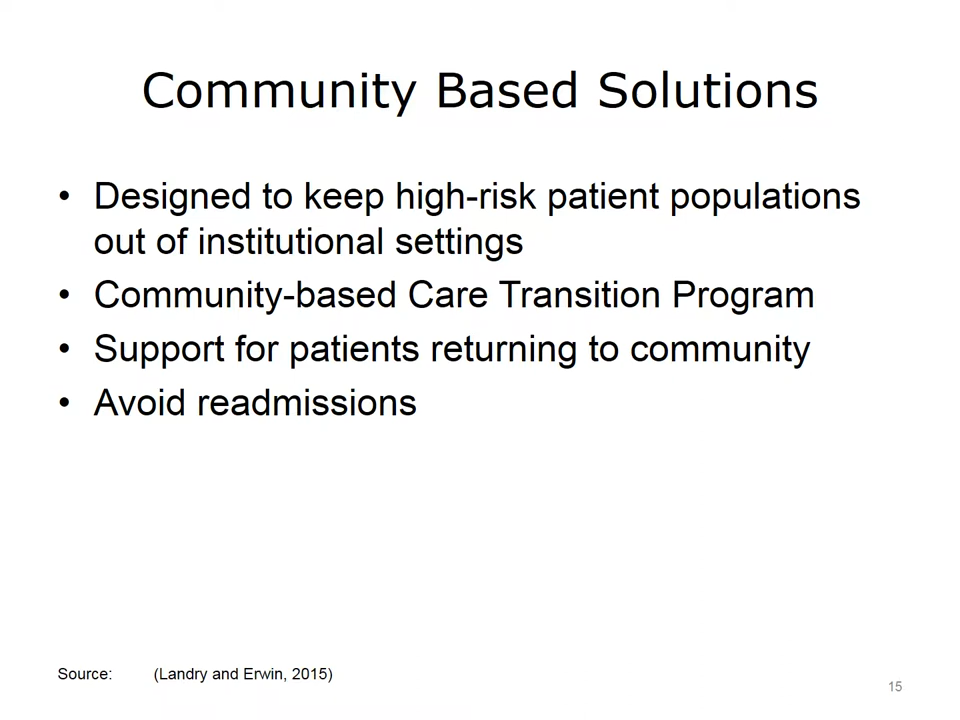 Community Based Solutions
• Designed to keep high-risk patient populations
out of institutional settings
• Community-based Care Transition Program
• Support for patients returning to community
• Avoid readmissions
Source: (Landry and Erwin, 2015)
15